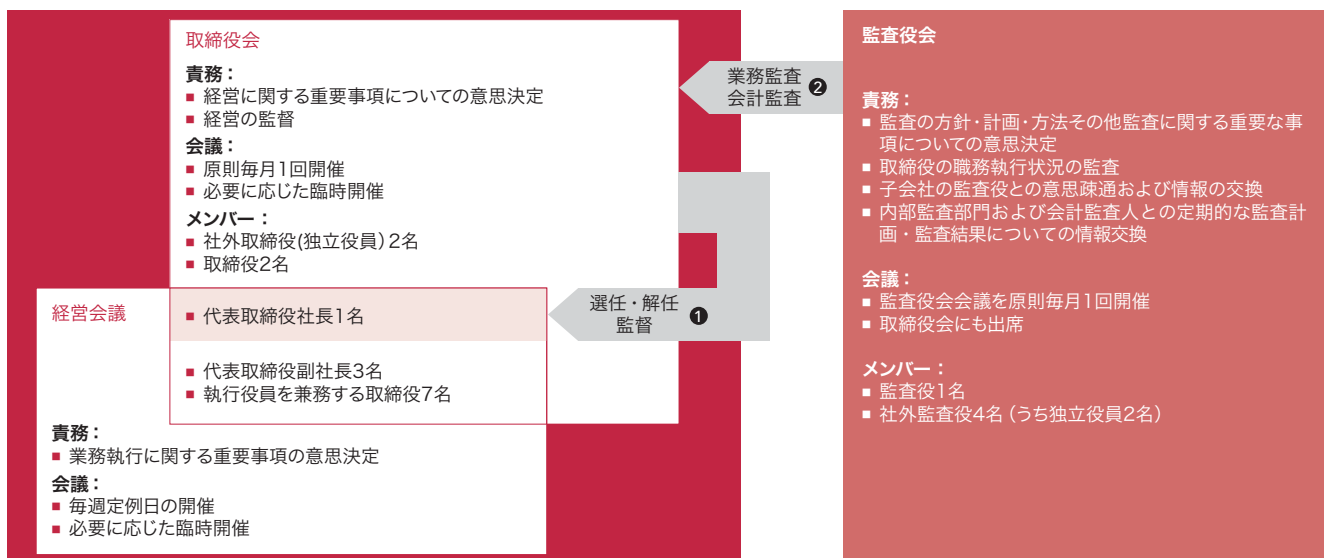 取締役会
責務：
■ 経営に関する重要事項についての意思決定
■ 経営の監督
会議：
■ 原則毎月1回開催
■ 必要に応じた臨時開催
メンバー：
■ 社外取締役(独立役員)2名
■ 取締役2名
経営会議
■ 代表取締役社長1名
■ 代表取締役副社長3名
■ 執行役員を兼務する取締役7名
責務：
■ 業務執行に関する重要事項の意思決定
会議：
■ 毎週定例日の開催
■ 必要に応じた臨時開催
業務監査
会計監査 ❷
選任・解任
監督 ❶
監査役会
責務：
■ 監査の方針・計画・方法その他監査に関する重要な事
項についての意思決定
■ 取締役の職務執行状況の監査
■ 子会社の監査役との意思疎通および情報の交換
■ 内部監査部門および会計監査人との定期的な監査計
画・監査結果についての情報交換
会議：
■ 監査役会会議を原則毎月1回開催
■ 取締役会にも出席
メンバー：
■ 監査役1名
■ 社外監査役4名（うち独立役員2名）